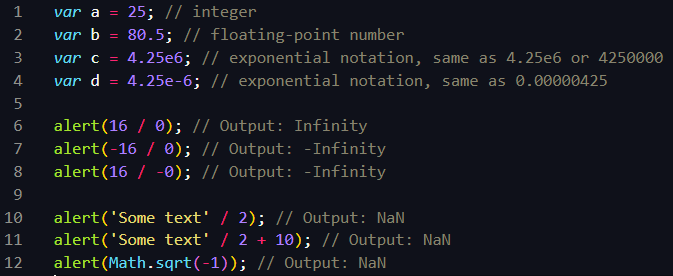 1 var a = 25; // integer
2 var b = 80.5; // floating-point number
3 var c = 4.25e6; // exponential notation, same as 4.25e6 or 4250000
4 var d = 4.25e-6; // exponential notation, same as 0.00000425
5
6 alert(16 / 0); // Output: Infinity
7 alert(-16 / 0); // Output: -Infinity
8 alert(16 / -0); // Output: -Infinity
9
10 alert('Some text' / 2); // Output: NaN
11 alert('Some text' / 2 + 10); // Output: NaN
12 alert(Math.sqrt(-1)); // Output: NaN